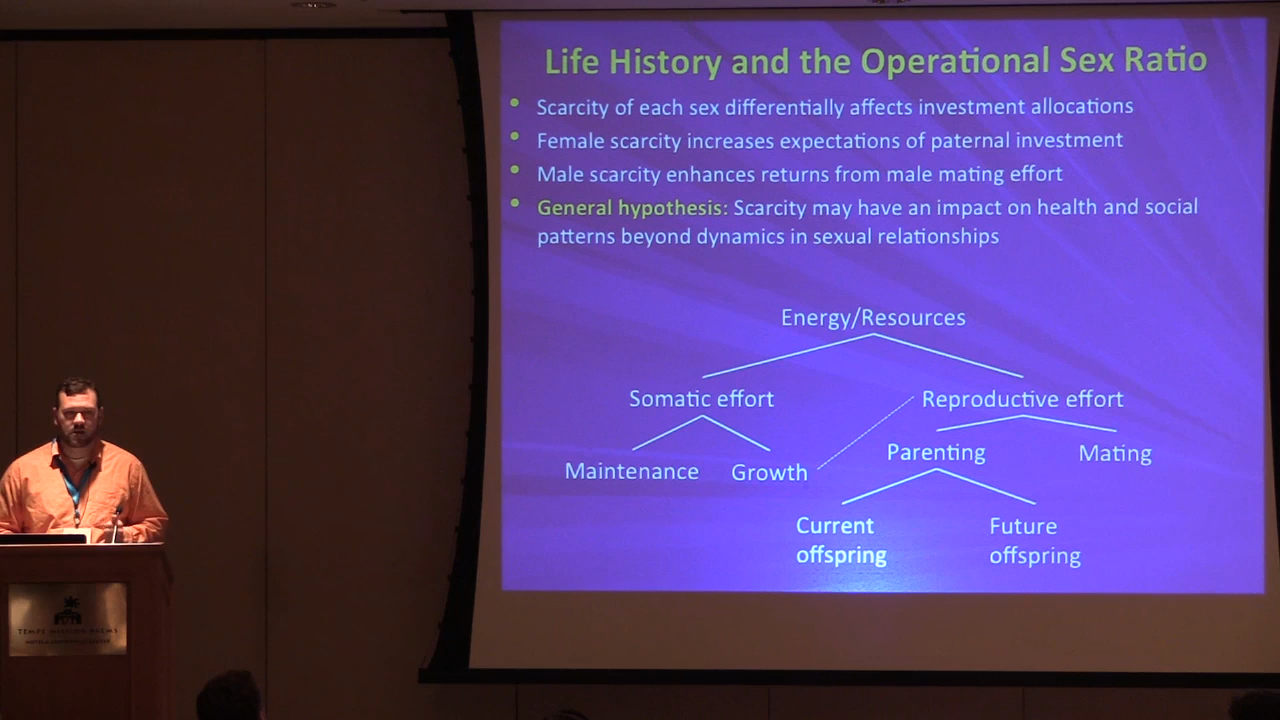 Life History and the Operational Sex Ratio
• Scarcity of each sex differentially affects investment allocations
• Female scarcity increases expectations of paternal investment
• Male scarcity enhances returns from male mating effort
• General hypothesis: Scarcity may have an impact on health and social
patterns beyond dynamics in sexual relationships
Energy/Resources
Somatic effort
Reproductive effort
Maintenance
Growth
Parenting
Mating
Current
offspring
Future
offspring
TEMPE MISSION PALMS